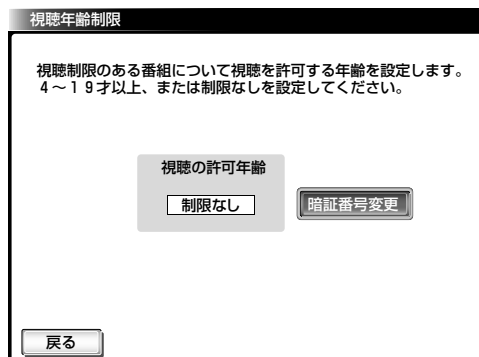 視聴年齢制限
視聴制限のある番組について視聴を許可する年齢を設定します。
4～19才以上、または制限なしを設定してください。
視聴の許可年齢
制限なし
暗証番号変更
戻る